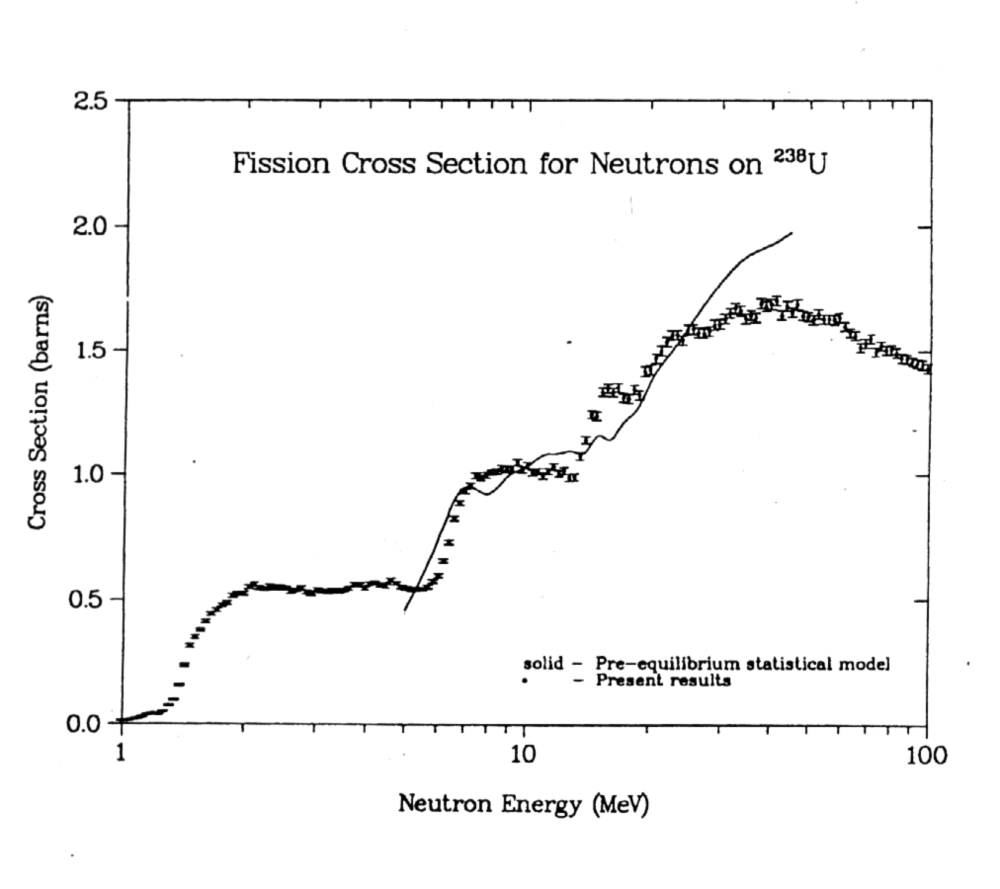 Fission Cross Section for Neutrons on ²³⁸U
Cross Section (barns)
2.5
2.0
1.5
1.0
0.5
0.0
solid – Pre–equilibrium statistical model
• – Present results
1
10
100
Neutron Energy (MeV)